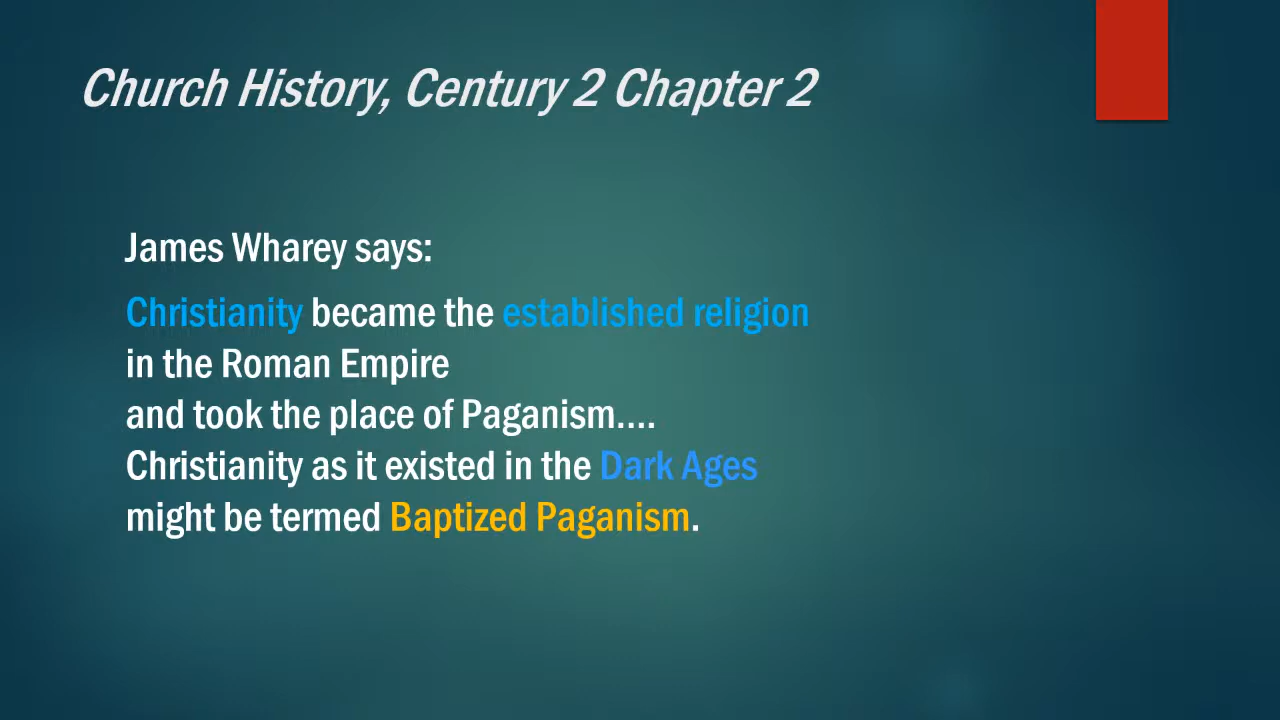 Church History, Century 2 Chapter 2
James Wharey says:
Christianity became the established religion
in the Roman Empire
and took the place of Paganism....
Christianity as it existed in the Dark Ages
might be termed Baptized Paganism.